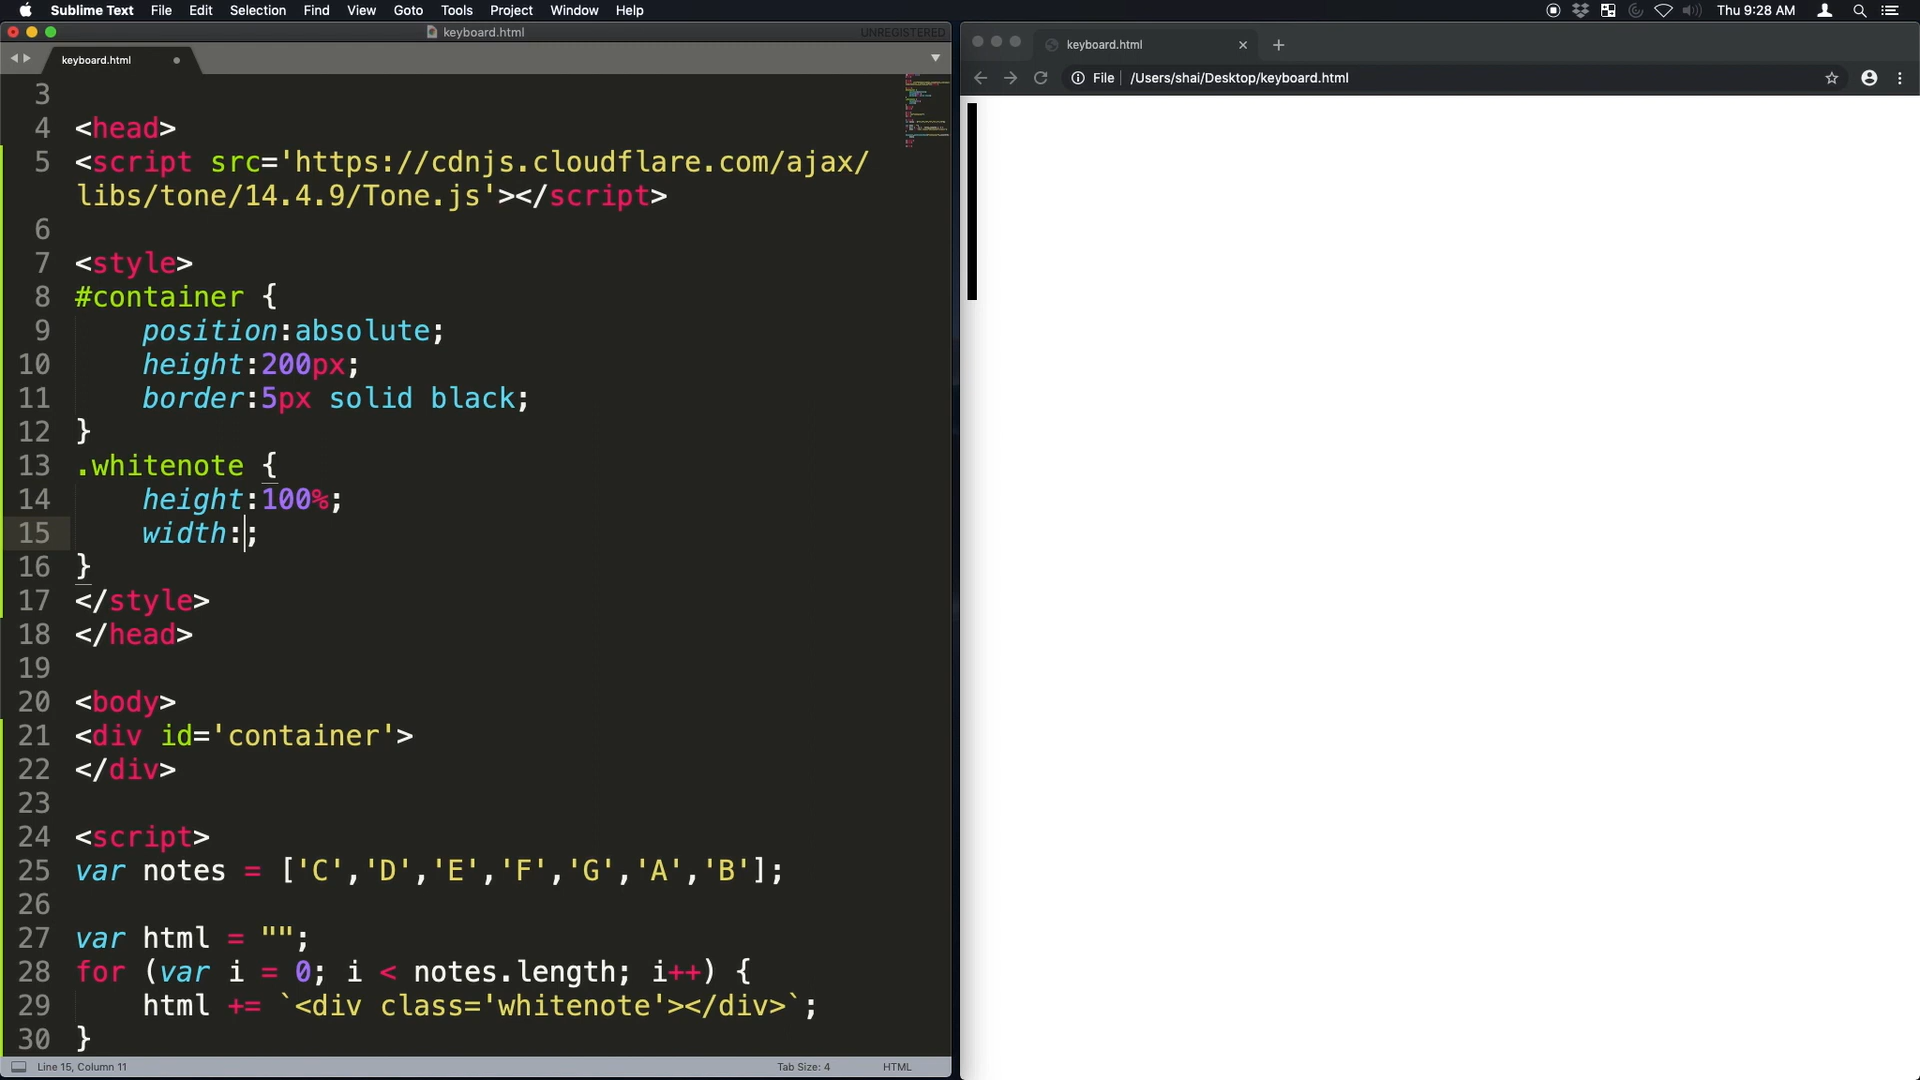 Sublime Text File Edit Selection Find View Goto Tools Project Window Help Thu 9:28 AM
keyboard.html UNREGISTERED
keyboard.html
3
4 <head>
5 <script src='https://cdnjs.cloudflare.com/ajax/
libs/tone/14.4.9/Tone.js'></script>
6
7 <style>
8 #container {
9 position:absolute;
10 height:200px;
11 border:5px solid black;
12 }
13 .whitenote {
14 height:100%;
15 width:;
16 }
17 </style>
18 </head>
19
20 <body>
21 <div id='container'>
22 </div>
23
24 <script>
25 var notes = ['C','D','E','F','G','A','B'];
26
27 var html = "";
28 for (var i = 0; i < notes.length; i++) {
29 html += `<div class='whitenote'></div>`;
30 }
Line 15, Column 11 Tab Size: 4 HTML
keyboard.html
File /Users/shai/Desktop/keyboard.html